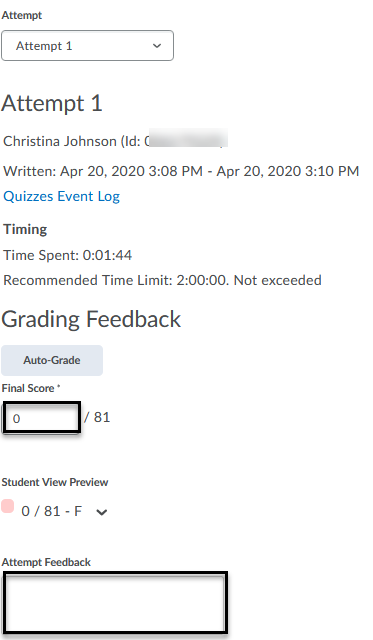 Attempt
Attempt 1
Attempt 1
Christina Johnson (Id:
Written: Apr 20, 2020 3:08 PM - Apr 20, 2020 3:10 PM
Quizzes Event Log
Timing
Time Spent: 0:01:44
Recommended Time Limit: 2:00:00. Not exceeded
Grading Feedback
Auto-Grade
Final Score *
0 / 81
Student View Preview
0 / 81 - F
Attempt Feedback